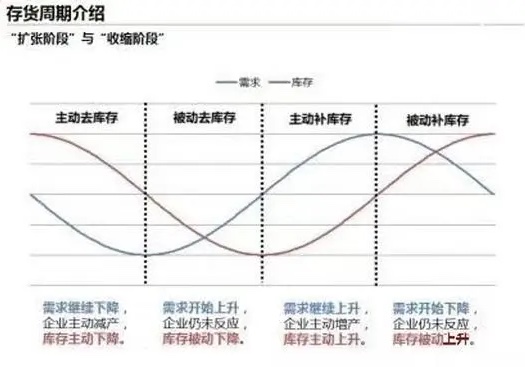 存货周期介绍
“扩张阶段”与“收缩阶段”
需求 库存
主动去库存 被动去库存 主动补库存 被动补库存
需求继续下降， 需求开始上升， 需求继续上升， 需求开始下降，
企业主动减产， 企业仍未反应， 企业主动增产， 企业仍未反应，
库存主动下降。 库存被动下降。 库存主动上升。 库存被动上升。